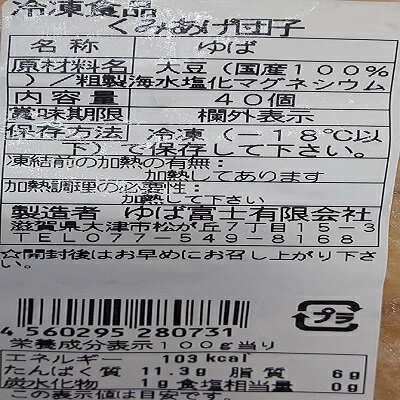 冷凍食品
くみあげ団子
名称 ゆば
原材料名 大豆(国産100%
)/粗製海水塩化マグネシウム
内容量 40個
賞味期限 欄外表示
保存方法 冷凍(-18℃以
下)で保存して下さい。
凍結前の加熱の有無:
加熱してあります
加熱調理の必要性:
製造者 ゆば富士有限会社
滋賀県大津市松が丘7丁目15-3
TEL077-549-8168
☆開封後はお早めにお召し上がり下さ
い。
4 560295 280731
プラ
栄養成分表示100g当り
エネルギー 103kcal
たんぱく質 11.3g 脂質 6g
炭水化物 1g 食塩相当量 0g
この表示値は目安です。